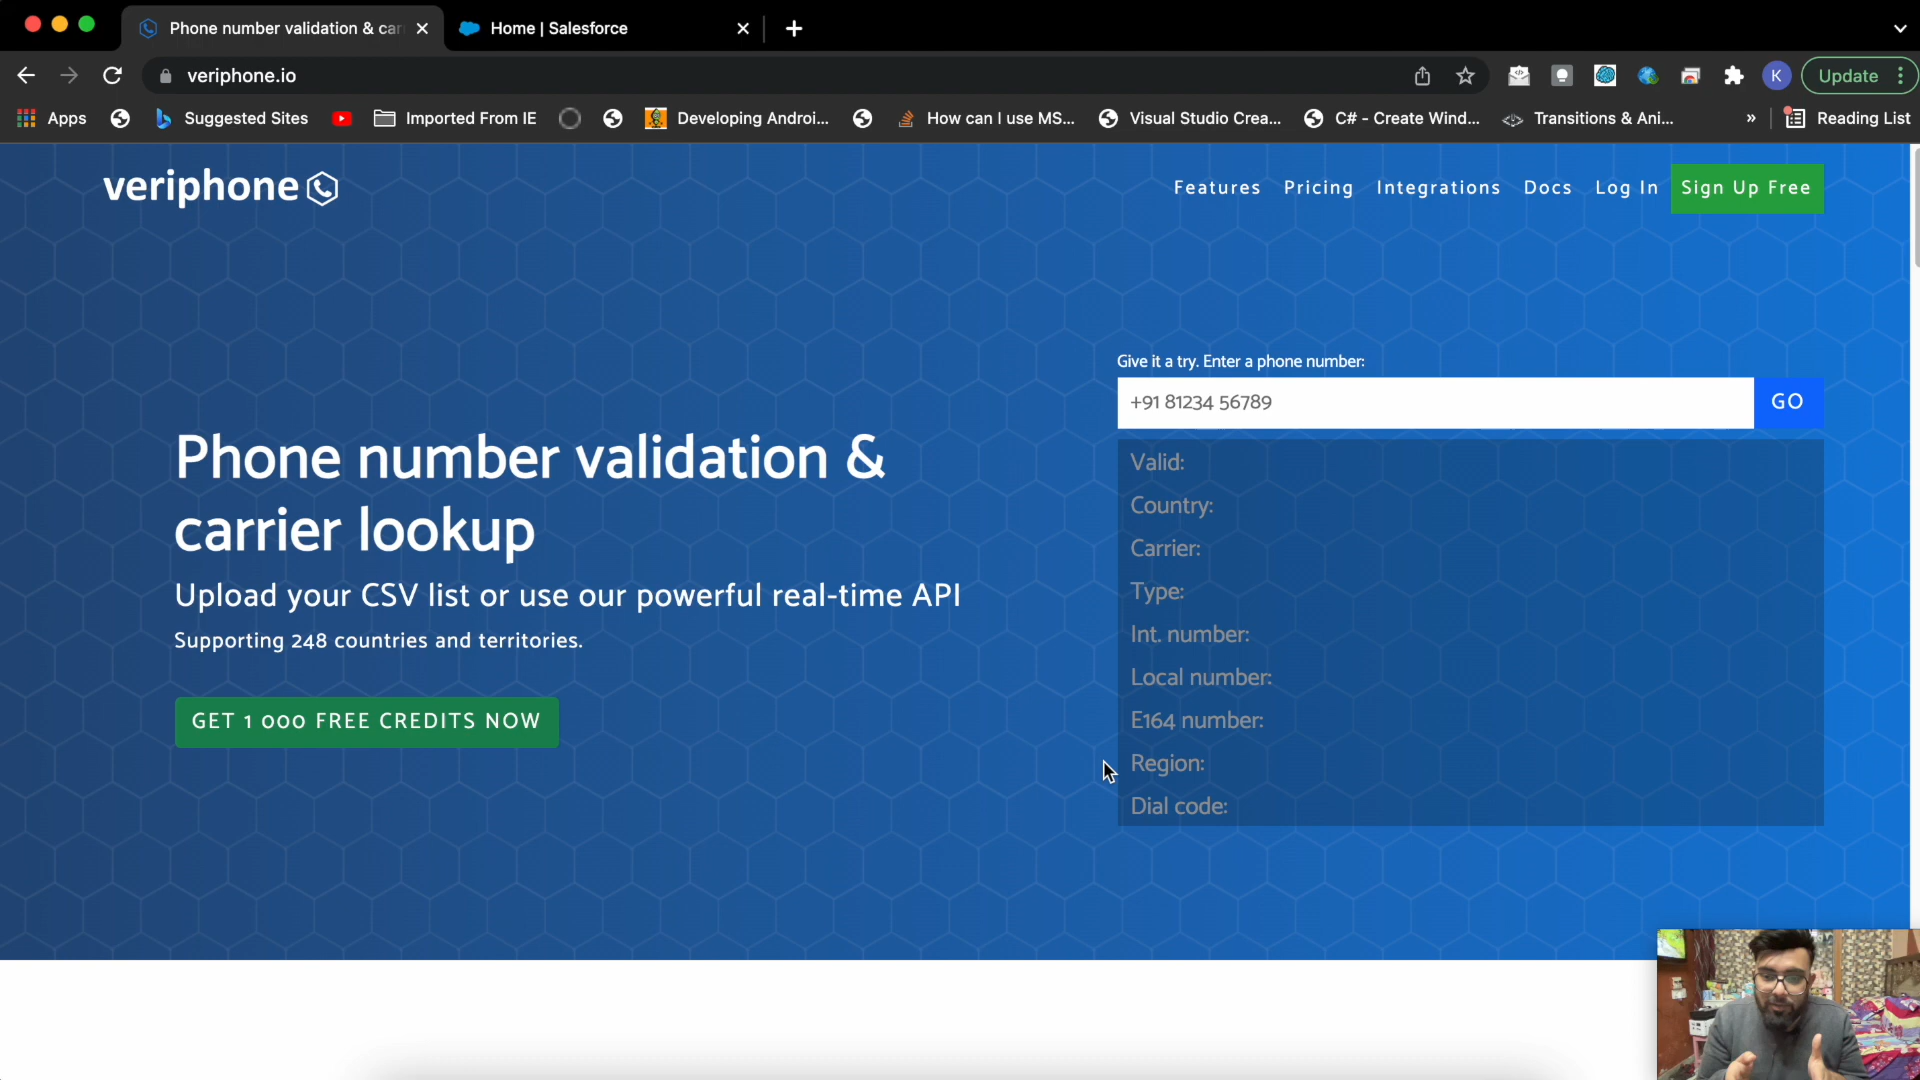 Phone number validation & car
Home | Salesforce
veriphone.io
K
Update
Apps
Suggested Sites
Imported From IE
Developing Androi...
How can I use MS...
Visual Studio Crea...
C# - Create Wind...
Transitions & Ani...
»
Reading List
veriphone
Features
Pricing
Integrations
Docs
Log In
Sign Up Free
Give it a try. Enter a phone number:
+91 81234 56789
GO
Phone number validation &
carrier lookup
Upload your CSV list or use our powerful real-time API
Supporting 248 countries and territories.
GET 1 000 FREE CREDITS NOW
Valid:
Country:
Carrier:
Type:
Int. number:
Local number:
E164 number:
Region:
Dial code: